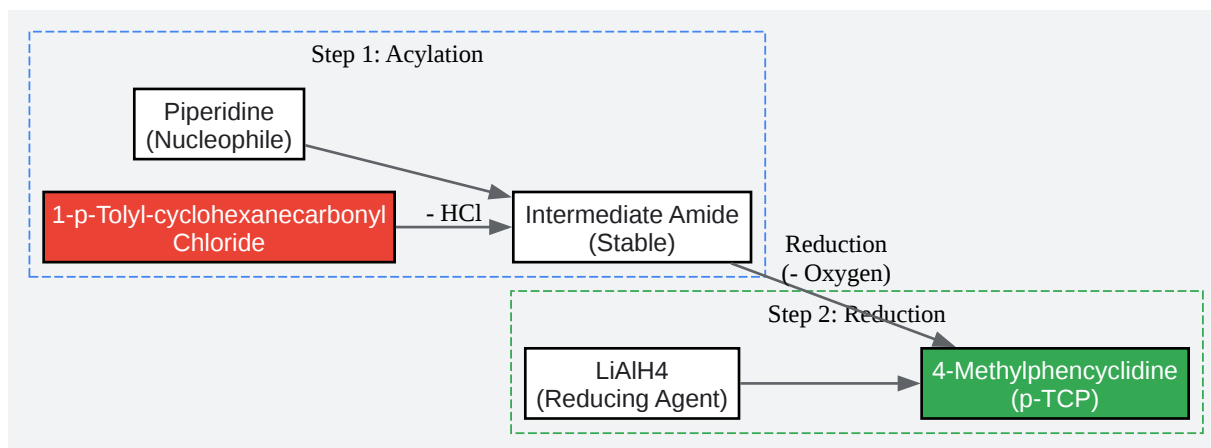 Step 1: Acylation
Piperidine
(Nucleophile)
1-p-Tolyl-cyclohexanecarbonyl
Chloride
- HCl
Intermediate Amide
(Stable)
Reduction
(- Oxygen)
Step 2: Reduction
LiAlH4
(Reducing Agent)
4-Methylphencyclidine
(p-TCP)